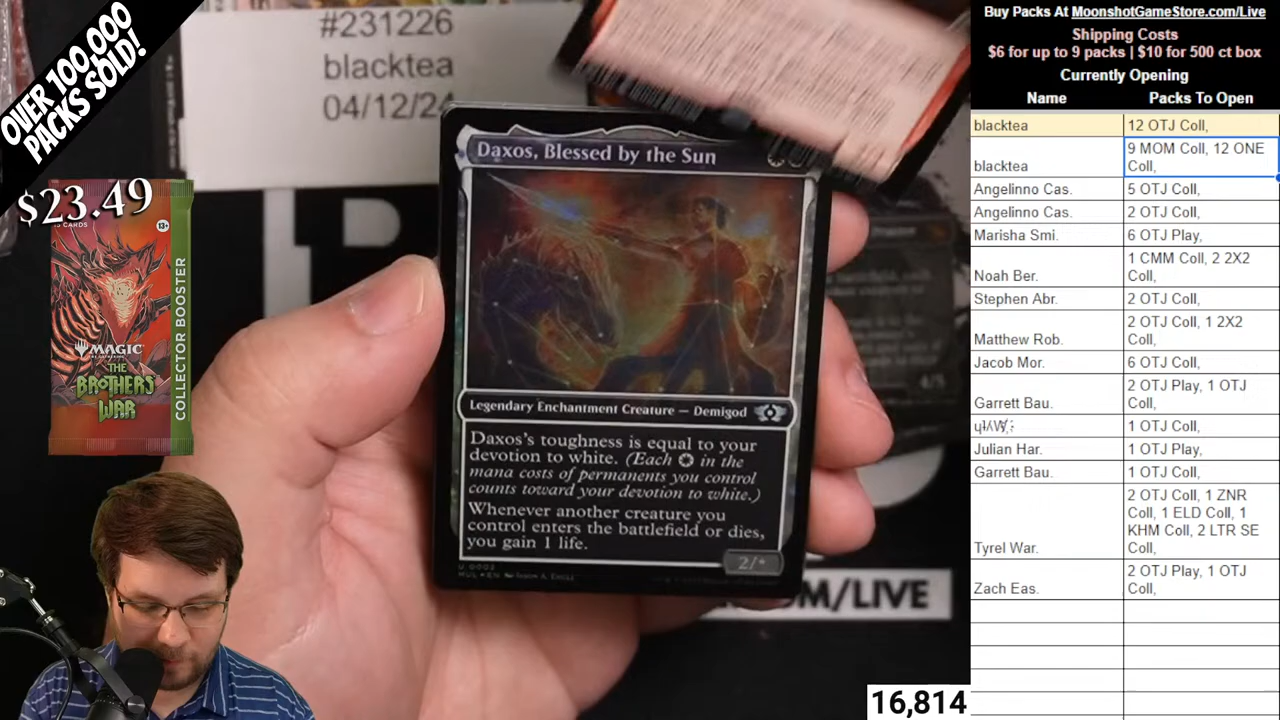 OVER 100,000
PACKS SOLD!
#231226
blacktea
04/12/24
$23.49
CARDS
13+
COLLECTOR BOOSTER
MAGIC
THE GATHERING
THE
BROTHERS'
WAR
Daxos, Blessed by the Sun
Legendary Enchantment Creature — Demigod
Daxos's toughness is equal to your
devotion to white. (Each in the
mana costs of permanents you control
counts toward your devotion to white.)
Whenever another creature you
control enters the battlefield or dies,
you gain 1 life.
2/*
U 0002
MUL • EN
4/5
OM/LIVE
16,814
Buy Packs At MoonshotGameStore.com/Live
Shipping Costs
$6 for up to 9 packs | $10 for 500 ct box
Currently Opening
Name Packs To Open
blacktea 12 OTJ Coll,
blacktea 9 MOM Coll, 12 ONE
Coll,
Angelinno Cas. 5 OTJ Coll,
Angelinno Cas. 2 OTJ Coll,
Marisha Smi. 6 OTJ Play,
Noah Ber. 1 CMM Coll, 2 2X2
Coll,
Stephen Abr. 2 OTJ Coll,
Matthew Rob. 2 OTJ Coll, 1 2X2
Coll,
Jacob Mor. 6 OTJ Coll,
Garrett Bau. 2 OTJ Play, 1 OTJ
Coll,
1 OTJ Coll,
Julian Har. 1 OTJ Play,
Garrett Bau. 1 OTJ Coll,
Tyrel War. 2 OTJ Coll, 1 ZNR
Coll, 1 ELD Coll, 1
KHM Coll, 2 LTR SE
Coll,
Zach Eas. 2 OTJ Play, 1 OTJ
Coll,